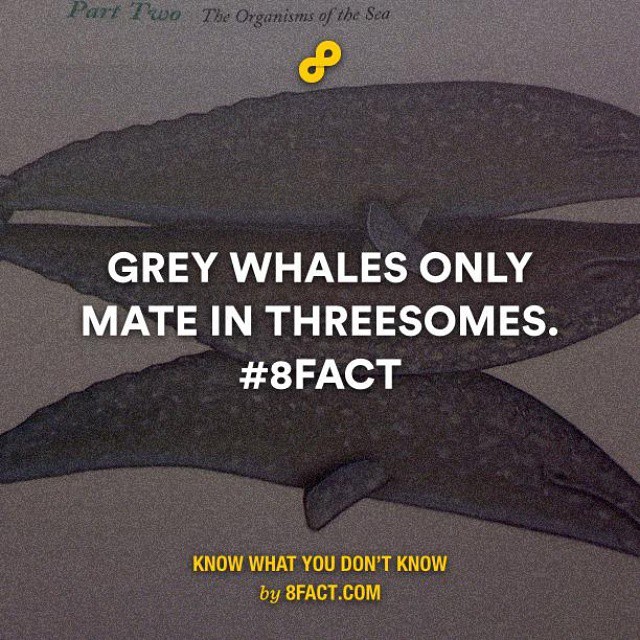 Part Two The Organisms of the Sea
GREY WHALES ONLY
MATE IN THREESOMES.
#8FACT
KNOW WHAT YOU DON'T KNOW
by 8FACT.COM